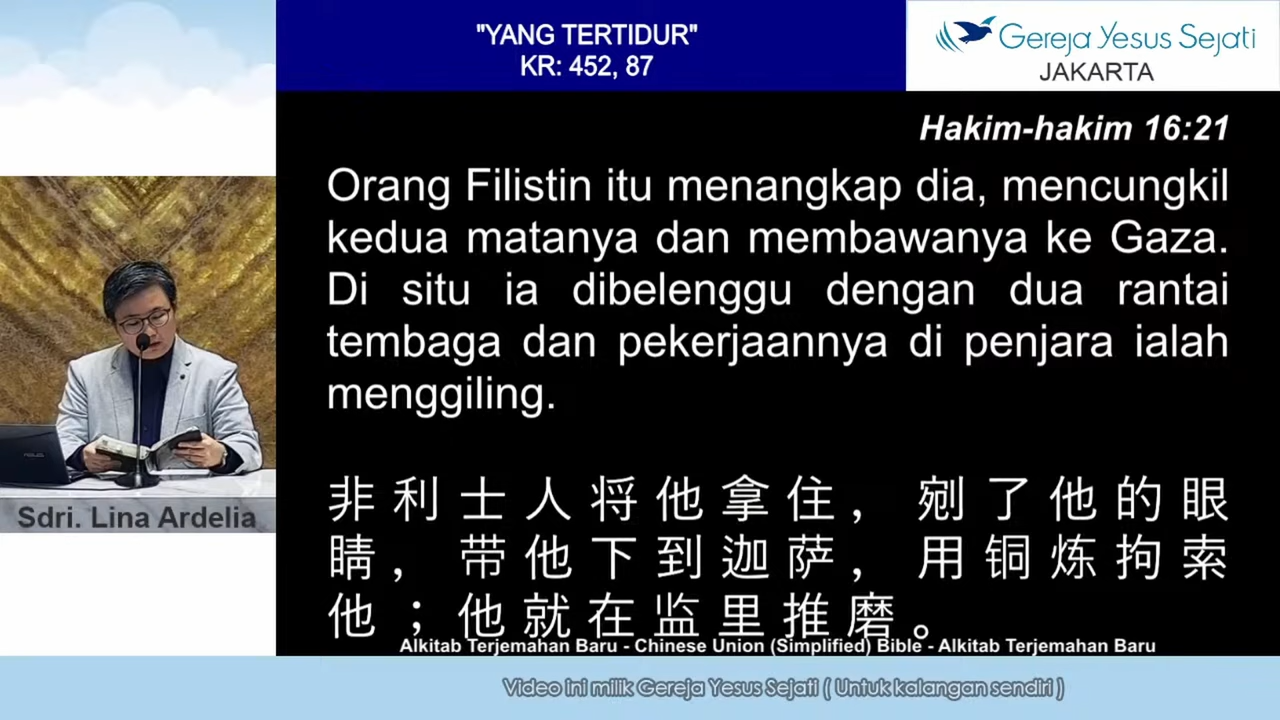 "YANG TERTIDUR"
KR: 452, 87
Gereja Yesus Sejati
JAKARTA
Hakim-hakim 16:21
Orang Filistin itu menangkap dia, mencungkil
kedua matanya dan membawanya ke Gaza.
Di situ ia dibelenggu dengan dua rantai
tembaga dan pekerjaannya di penjara ialah
menggiling.
非利士人将他拿住，剜了他的眼
睛，带他下到迦萨，用铜炼拘索
他；他就在监里推磨。
Alkitab Terjemahan Baru - Chinese Union (Simplified) Bible - Alkitab Terjemahan Baru
ASUS
Sdri. Lina Ardelia
Video ini milik Gereja Yesus Sejati ( Untuk kalangan sendiri )